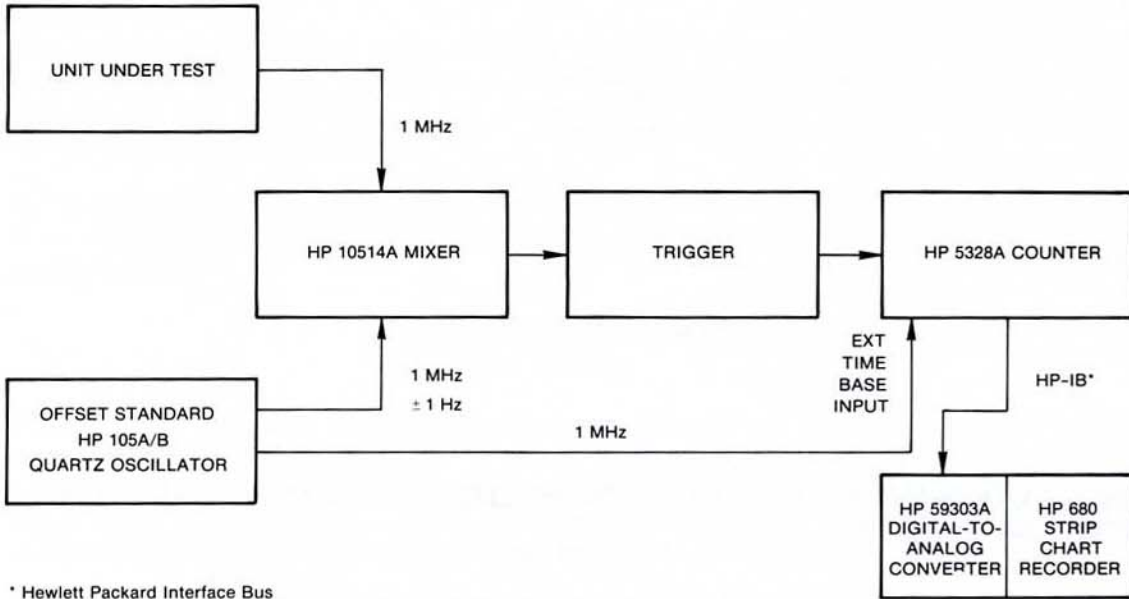 UNIT UNDER TEST
1 MHz
HP 10514A MIXER
TRIGGER
HP 5328A COUNTER
OFFSET STANDARD
HP 105A/B
QUARTZ OSCILLATOR
1 MHz
± 1 Hz
1 MHz
EXT
TIME
BASE
INPUT
HP-IB*
HP 59303A
DIGITAL-TO-
ANALOG
CONVERTER
HP 680
STRIP
CHART
RECORDER
* Hewlett Packard Interface Bus